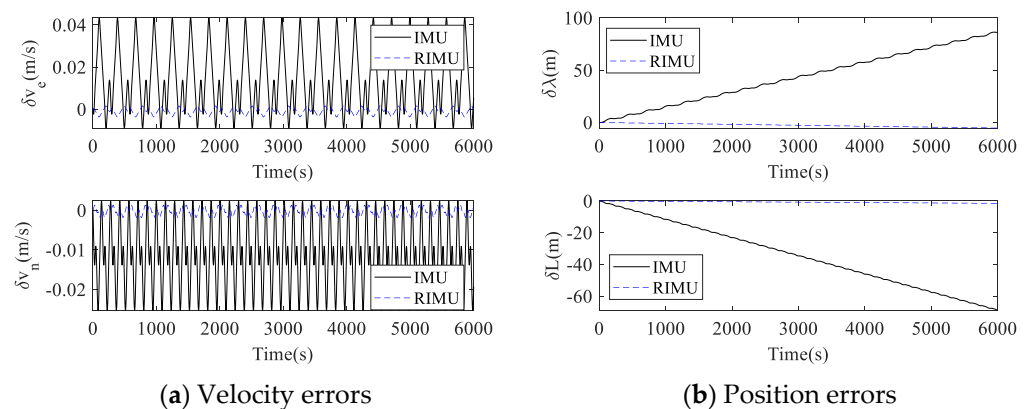 δv_e(m/s)
0.04
0.02
0
IMU
RIMU
0 1000 2000 3000 4000 5000 6000
Time(s)
δv_n(m/s)
0
-0.01
-0.02
IMU
RIMU
0 1000 2000 3000 4000 5000 6000
Time(s)
(a) Velocity errors
δλ(m)
100
50
0
IMU
RIMU
0 1000 2000 3000 4000 5000 6000
Time(s)
δL(m)
0
-20
-40
-60
IMU
RIMU
0 1000 2000 3000 4000 5000 6000
Time(s)
(b) Position errors